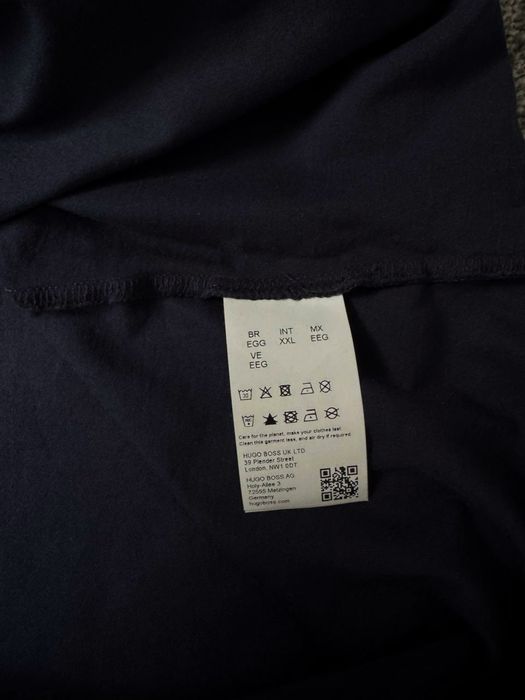 BR INT MX
EGG XXL EEG
VE
EEG
30
Care for the planet, make your clothes last.
Clean this garment less, and air dry if required.
HUGO BOSS UK LTD
39 Plender Street
London, NW1 0DT
HUGO BOSS AG
Holy-Allee 3
72555 Metzingen
Germany
hugoboss.com